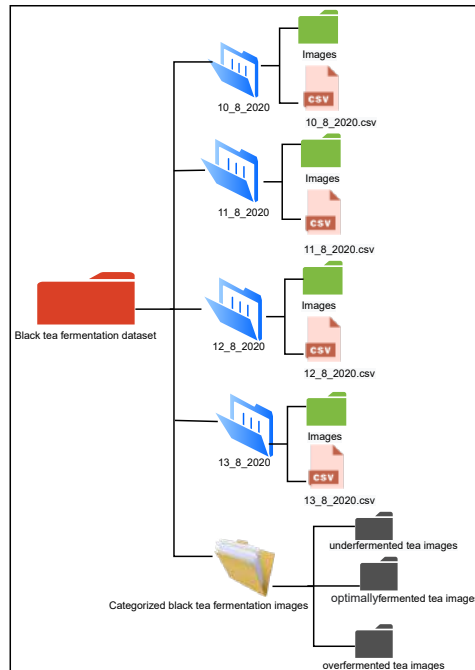 Images
CSV
10_8_2020
10_8_2020.csv
Images
CSV
11_8_2020
11_8_2020.csv
Images
Black tea fermentation dataset
CSV
12_8_2020
12_8_2020.csv
Images
13_8_2020
CSV
13_8_2020.csv
underfermented tea images
Categorized black tea fermentation images
optimallyfermented tea images
overfermented tea images